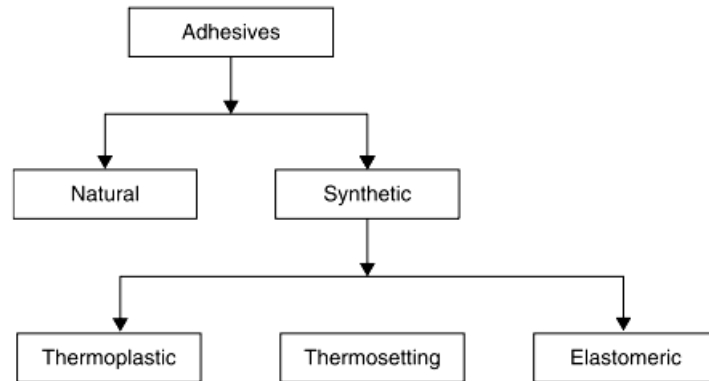 Adhesives
Natural
Synthetic
Thermoplastic
Thermosetting
Elastomeric